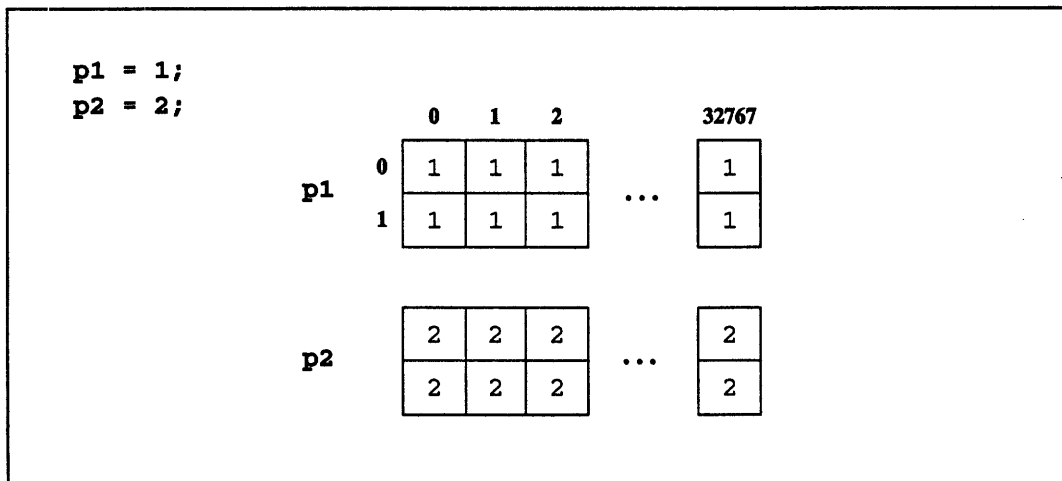 p1 = 1;
p2 = 2;
0 1 2 32767
0 1 1 1 1
p1 ...
1 1 1 1 1
2 2 2 2
p2 ...
2 2 2 2